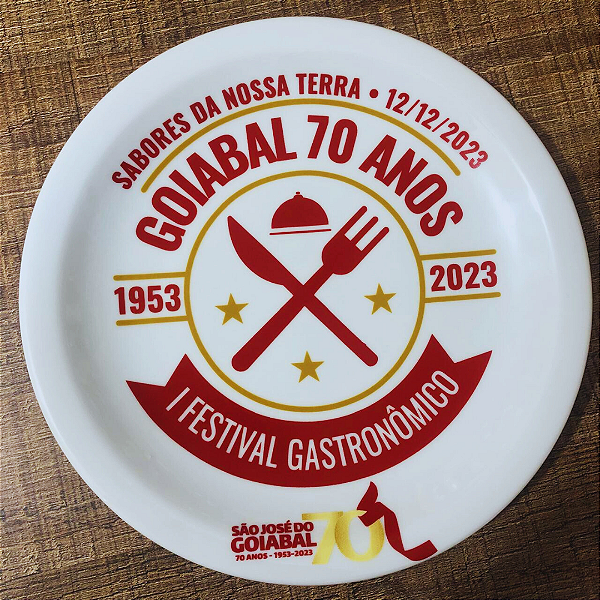 SABORES DA NOSSA TERRA • 12/12/2023
GOIABAL 70 ANOS
1953
2023
I FESTIVAL GASTRONÔMICO
SÃO JOSÉ DO
GOIABAL
70 ANOS - 1953-2023
70